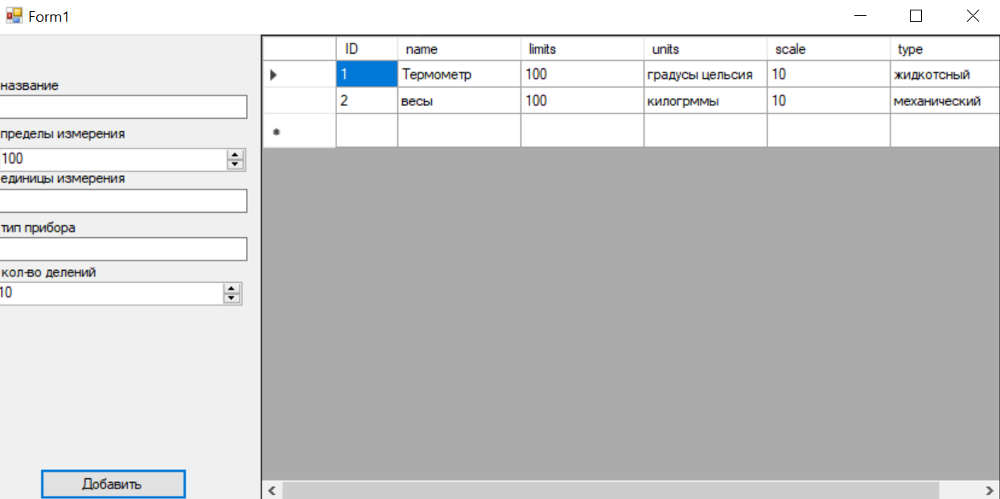 Form1
название
пределы измерения
100
единицы измерения
тип прибора
кол-во делений
10
Добавить
ID name limits units scale type
1 Термометр 100 градусы цельсия 10 жидкотсный
2 весы 100 килогрммы 10 механический